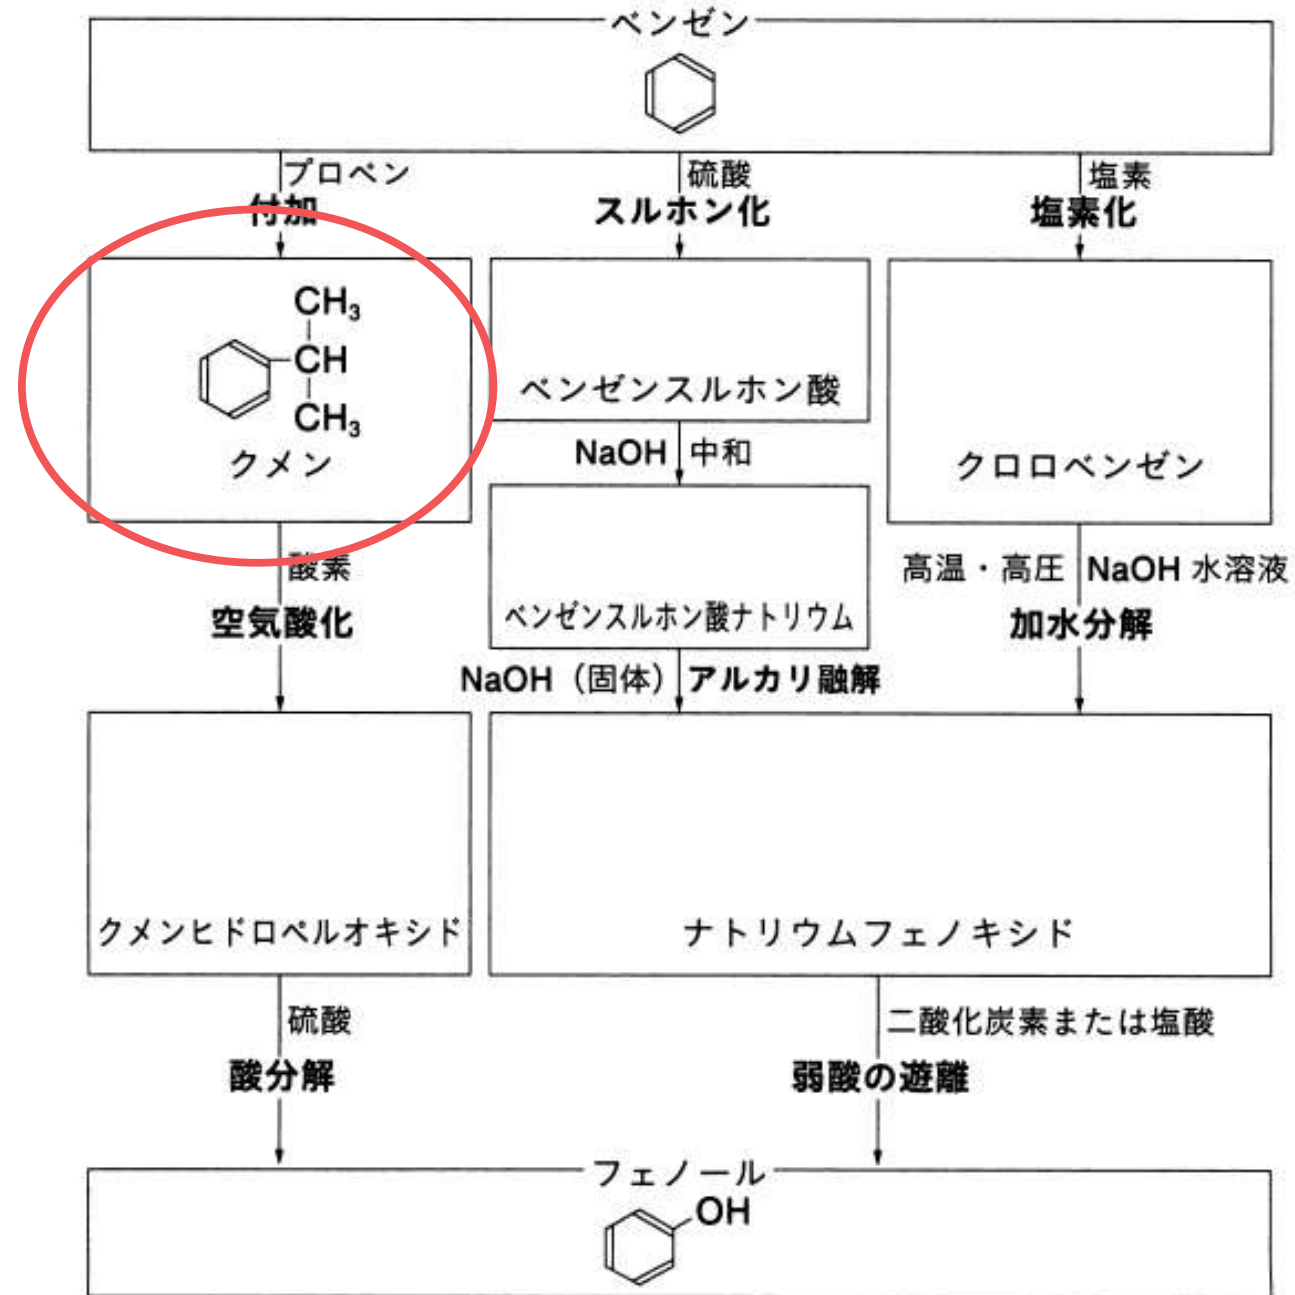 ベンゼン
プロペン
硫酸
塩素
付加
スルホン化
塩素化
CH₃
CH
CH₃
クメン
ベンゼンスルホン酸
クロロベンゼン
NaOH 中和
酸素
空気酸化
ベンゼンスルホン酸ナトリウム
高温・高圧 NaOH 水溶液
加水分解
NaOH（固体） アルカリ融解
クメンヒドロペルオキシド
ナトリウムフェノキシド
硫酸
酸分解
二酸化炭素または塩酸
弱酸の遊離
フェノール
OH